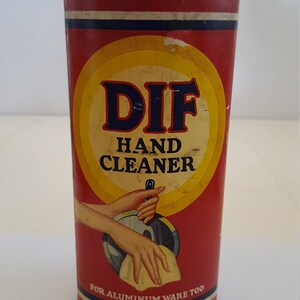 DIF
HAND
CLEANER
FOR ALUMINUM WARE TOO